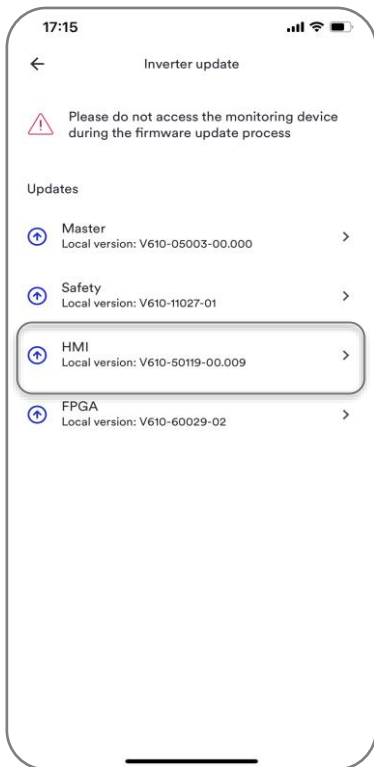 17:15
Inverter update
Please do not access the monitoring device
during the firmware update process
Updates
Master
Local version: V610-05003-00.000
Safety
Local version: V610-11027-01
HMI
Local version: V610-50119-00.009
FPGA
Local version: V610-60029-02